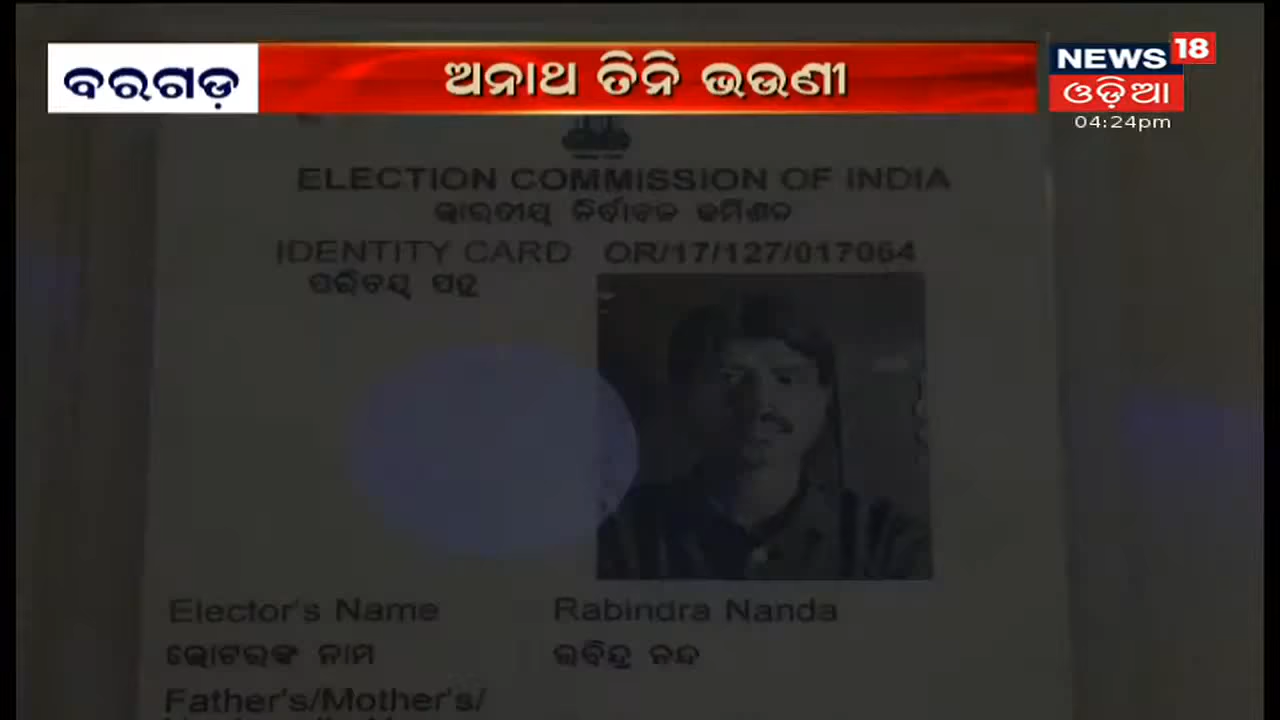 ବରଗଡ଼
ଅନାଥ ତିନି ଭଉଣୀ
NEWS 18
ଓଡ଼ିଆ
04:24pm
ELECTION COMMISSION OF INDIA
ଭାରତୀୟ ନିର୍ବାଚନ କମିଶନ
IDENTITY CARD OR/17/127/017064
ପରିଚୟ ପତ୍ର
Elector's Name Rabindra Nanda
ଭୋଟରଙ୍କ ନାମ ରବିନ୍ଦ୍ର ନନ୍ଦ
Father's/Mother's/